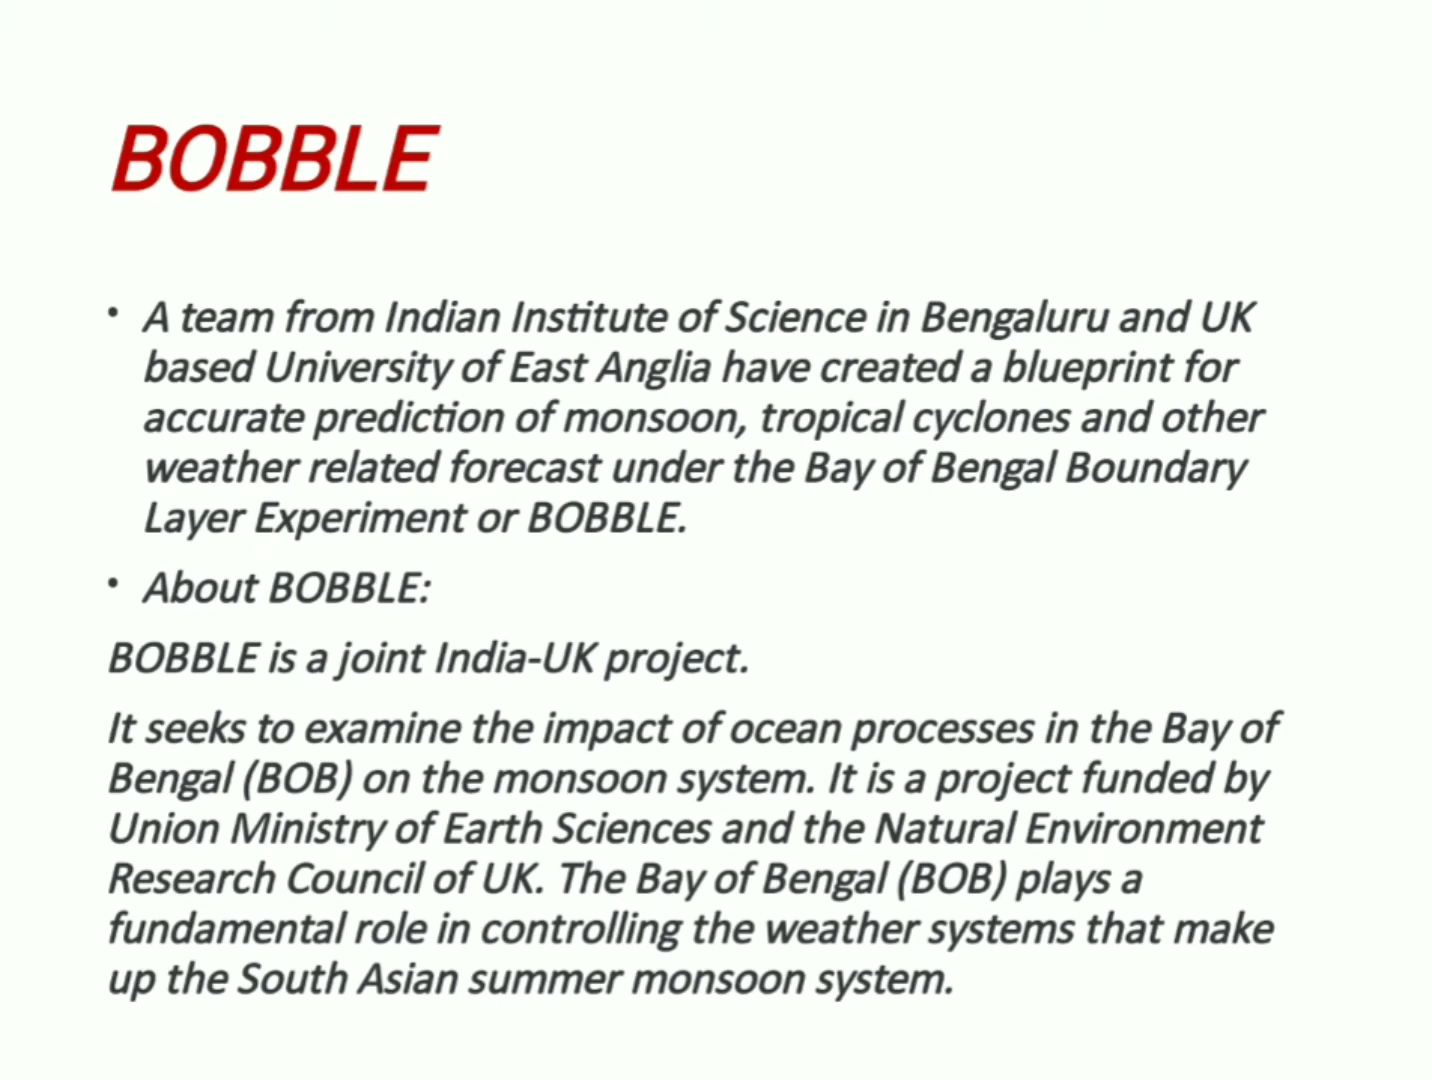 BOBBLE
• A team from Indian Institute of Science in Bengaluru and UK
based University of East Anglia have created a blueprint for
accurate prediction of monsoon, tropical cyclones and other
weather related forecast under the Bay of Bengal Boundary
Layer Experiment or BOBBLE.
• About BOBBLE:
BOBBLE is a joint India-UK project.
It seeks to examine the impact of ocean processes in the Bay of
Bengal (BOB) on the monsoon system. It is a project funded by
Union Ministry of Earth Sciences and the Natural Environment
Research Council of UK. The Bay of Bengal (BOB) plays a
fundamental role in controlling the weather systems that make
up the South Asian summer monsoon system.